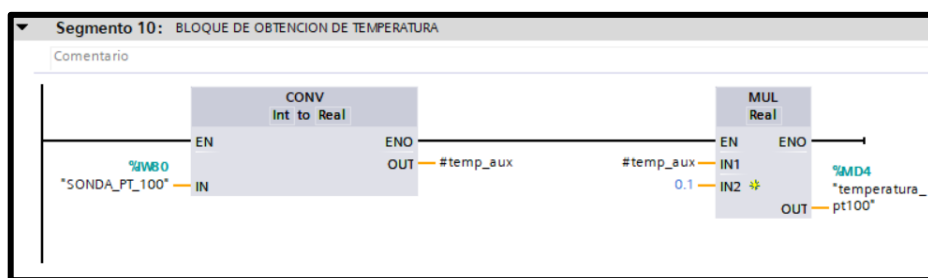 Segmento 10: BLOQUE DE OBTENCION DE TEMPERATURA
Comentario
CONV
Int to Real
EN ENO
%IW80
"SONDA_PT_100" IN
OUT #temp_aux
MUL
Real
EN ENO
#temp_aux IN1
0.1 IN2
%MD4
"temperatura_
OUT pt100"